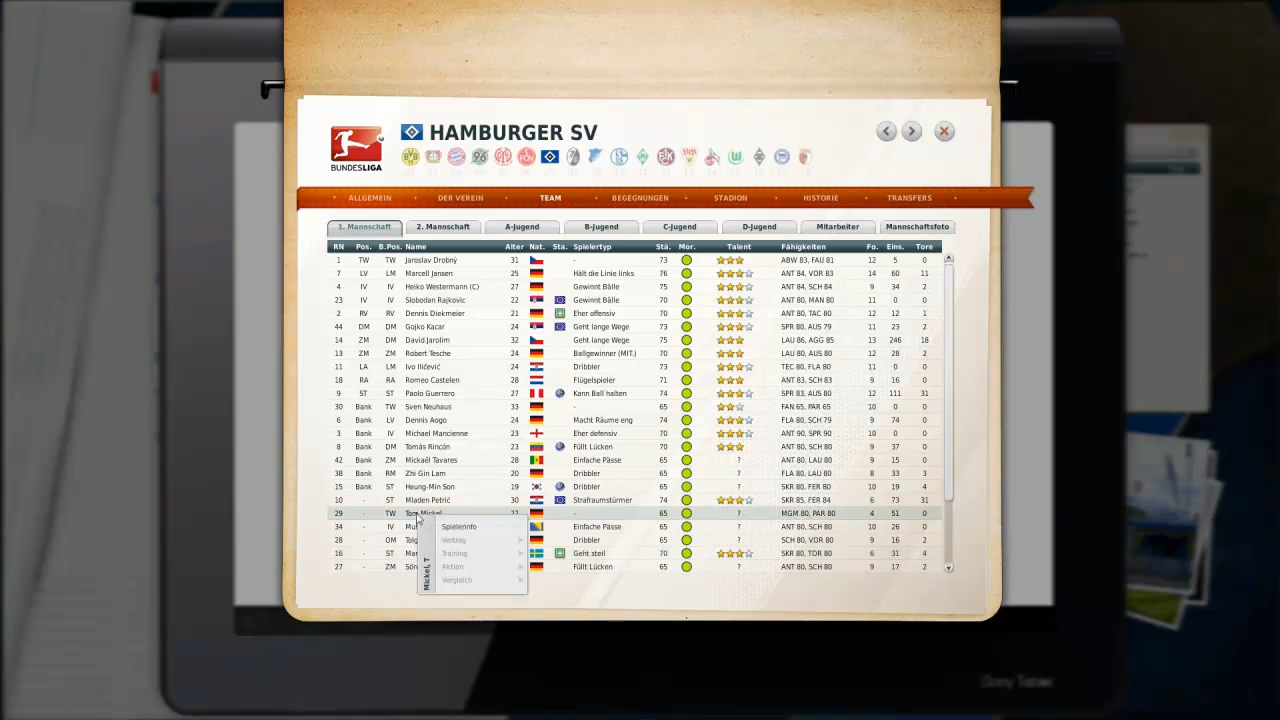 HAMBURGER SV
BUNDESLIGA
ALLGEMEIN DER VEREIN TEAM BEGEGNUNGEN STADION HISTORIE TRANSFERS
1. Mannschaft 2. Mannschaft A-Jugend B-Jugend C-Jugend D-Jugend Mitarbeiter Mannschaftsfoto
RN Pos. B.Pos. Name Alter Nat. Sta. Spielertyp Stä. Mor. Talent Fähigkeiten Fo. Eins. Tore
1 TW TW Jaroslav Drobný 31 - 73 ABW 83, FAU 81 12 5 0
7 LV LM Marcell Jansen 25 Hält die Linie links 76 ANT 84, VOR 83 14 60 11
4 IV IV Heiko Westermann (C) 27 Gewinnt Bälle 75 ANT 84, SCH 84 9 34 2
23 IV IV Slobodan Rajkovic 22 Gewinnt Bälle 70 ANT 80, MAN 80 11 0 0
2 RV RV Dennis Diekmeier 21 Eher offensiv 70 ANT 80, TAC 80 12 12 1
44 DM DM Gojko Kacar 24 Geht lange Wege 73 SPR 80, AUS 79 11 23 2
14 ZM DM David Jarolim 32 Geht lange Wege 75 LAU 86, AGG 85 13 246 18
13 ZM ZM Robert Tesche 24 Ballgewinner (MIT.) 70 LAU 80, AUS 80 12 28 2
11 LA LM Ivo Iličević 24 Dribbler 73 TEC 80, FLA 80 11 0 0
18 RA RA Romeo Castelen 28 Flügelspieler 71 ANT 83, SCH 83 9 16 0
9 ST ST Paolo Guerrero 27 Kann Ball halten 74 SPR 83, AUS 80 12 111 31
30 Bank TW Sven Neuhaus 33 - 65 FAN 65, PAR 65 10 0 0
6 Bank LV Dennis Aogo 24 Macht Räume eng 74 FLA 80, SCH 79 9 74 0
3 Bank IV Michael Mancienne 23 Eher defensiv 70 ANT 90, SPR 90 10 0 0
8 Bank DM Tomás Rincón 23 Füllt Lücken 70 ANT 80, SCH 80 9 37 0
42 Bank ZM Mickaël Tavares 28 Einfache Pässe 65 ? ANT 80, LAU 80 9 15 0
38 Bank RM Zhi Gin Lam 20 Dribbler 65 ? FLA 80, LAU 80 8 33 3
15 Bank ST Heung-Min Son 19 Dribbler 65 ? SKR 80, FER 80 10 19 4
10 - ST Mladen Petrić 30 Strafraumstürmer 74 SKR 85, FER 84 6 73 31
29 - TW Tom Mickel 22 - 65 ? MGM 80, PAR 80 4 51 0
34 - IV Einfache Pässe 65 ? ANT 80, SCH 80 10 26 0
28 - OM Dribbler 65 ? SCH 80, VOR 80 9 16 2
16 - ST Geht steil 70 SKR 80, TOR 80 6 31 4
27 - ZM Füllt Lücken 65 ? ANT 80, SCH 80 9 17 2
Mickel, T
Spielerinfo
Vertrag
Training
Aktion
Vergleich